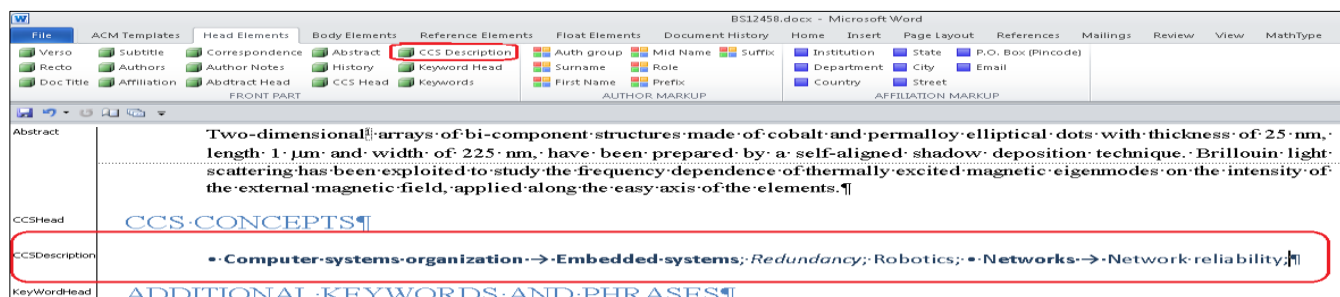 W BS12458.docx - Microsoft Word
File ACM Templates Head Elements Body Elements Reference Elements Float Elements Document History Home Insert Page Layout References Mailings Review View MathType
Verso Subtitle Correspondence Abstract CCS Description Auth group Mid Name Suffix Institution State P.O. Box (Pincode)
Recto Authors Author Notes History Keyword Head Surname Role Department City Email
Doc Title Affiliation Abdtract Head CCS Head Keywords First Name Prefix Country Street
FRONT PART AUTHOR MARKUP AFFILIATION MARKUP
Abstract Two-dimensional·arrays·of·bi-component·structures·made·of·cobalt·and·permalloy·elliptical·dots·with·thickness·of·25·nm,·
length·1·μm·and·width·of·225·nm,·have·been·prepared·by·a·self-aligned·shadow·deposition·technique.·Brillouin·light·
scattering·has·been·exploited·to·study·the·frequency·dependence·of·thermally·excited·magnetic·eigenmodes·on·the·intensity·of·
the·external·magnetic·field,·applied·along·the·easy·axis·of·the·elements.¶
CCSHead CCS·CONCEPTS¶
CCSDescription •·Computer·systems·organization·→·Embedded·systems;·Redundancy;·Robotics;·•·Networks·→·Network·reliability;¶
KeyWordHead ADDITIONAL·KEYWORDS·AND·PHRASES¶